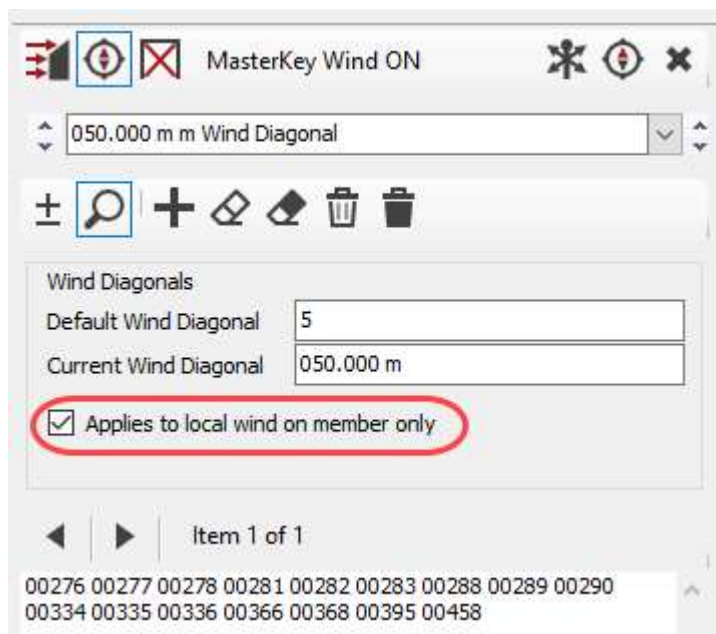 MasterKey Wind ON
050.000 m m Wind Diagonal
Wind Diagonals
Default Wind Diagonal 5
Current Wind Diagonal 050.000 m
Applies to local wind on member only
Item 1 of 1
00276 00277 00278 00281 00282 00283 00288 00289 00290
00334 00335 00336 00366 00368 00395 00458